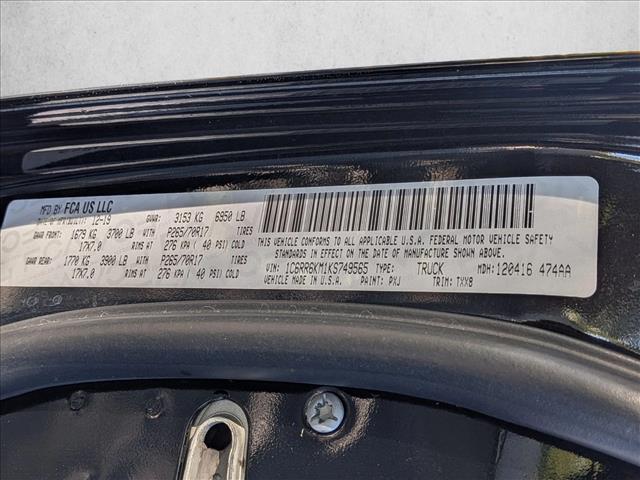 MFD BY: FCA US LLC
DATE OF MFR 12-19 GVWR: 3153 KG 6950 LB
GAWR FRONT: 1679 KG 3700 LB WITH P265/70R17 TIRES
17X7.0 RIMS AT 276 KPA ( 40 PSI) COLD
GAWR REAR: 1770 KG 3900 LB WITH P265/70R17 TIRES
17X7.0 RIMS AT 276 KPA ( 40 PSI) COLD
THIS VEHICLE CONFORMS TO ALL APPLICABLE U.S.A. FEDERAL MOTOR VEHICLE SAFETY
STANDARDS IN EFFECT ON THE DATE OF MANUFACTURE SHOWN ABOVE.
VIN: 1C6RR6KM1KS749565 TYPE: TRUCK MDH: 120416 474AA
VEHICLE MADE IN U.S.A. PAINT: PXJ TRIM: TXX8